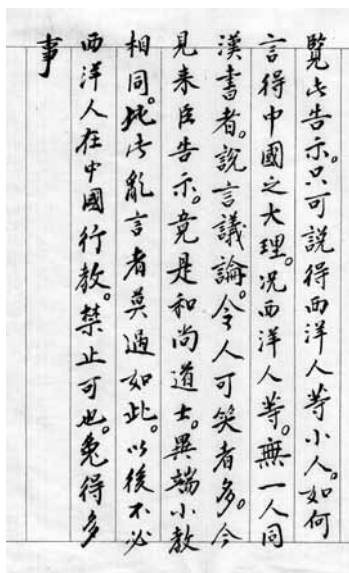 覽此告示。只可說得西洋人等小人。如何
言得中國之大理。况西洋人等。無一人同
漢書者。說言議論。令人可笑者多。今
見来臣告示。竟是和尚道士。異端小教
相同。此等亂言者莫過如此。以後不必
西洋人在中國行教。禁止可也。免得多
事